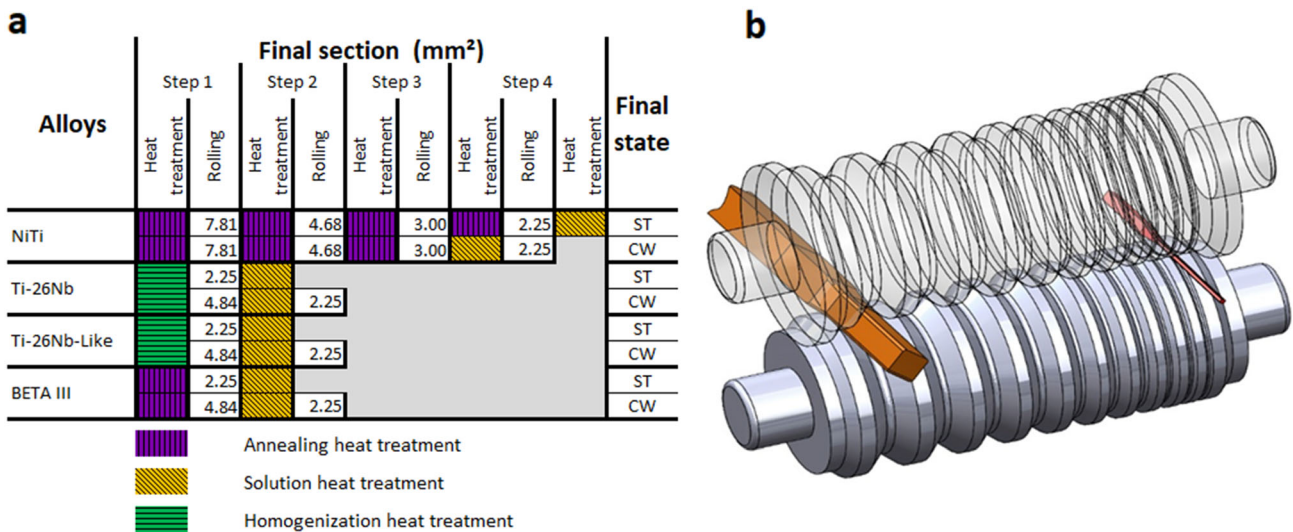 a
Final section (mm²)
Step 1 Step 2 Step 3 Step 4
Alloys
Heat treatment
Rolling
Heat treatment
Rolling
Heat treatment
Rolling
Heat treatment
Rolling
Heat treatment
Final state
NiTi
7.81 4.68 3.00 2.25 ST
7.81 4.68 3.00 2.25 CW
Ti-26Nb
2.25 ST
4.84 2.25 CW
Ti-26Nb-Like
2.25 ST
4.84 2.25 CW
BETA III
2.25 ST
4.84 2.25 CW
Annealing heat treatment
Solution heat treatment
Homogenization heat treatment
b